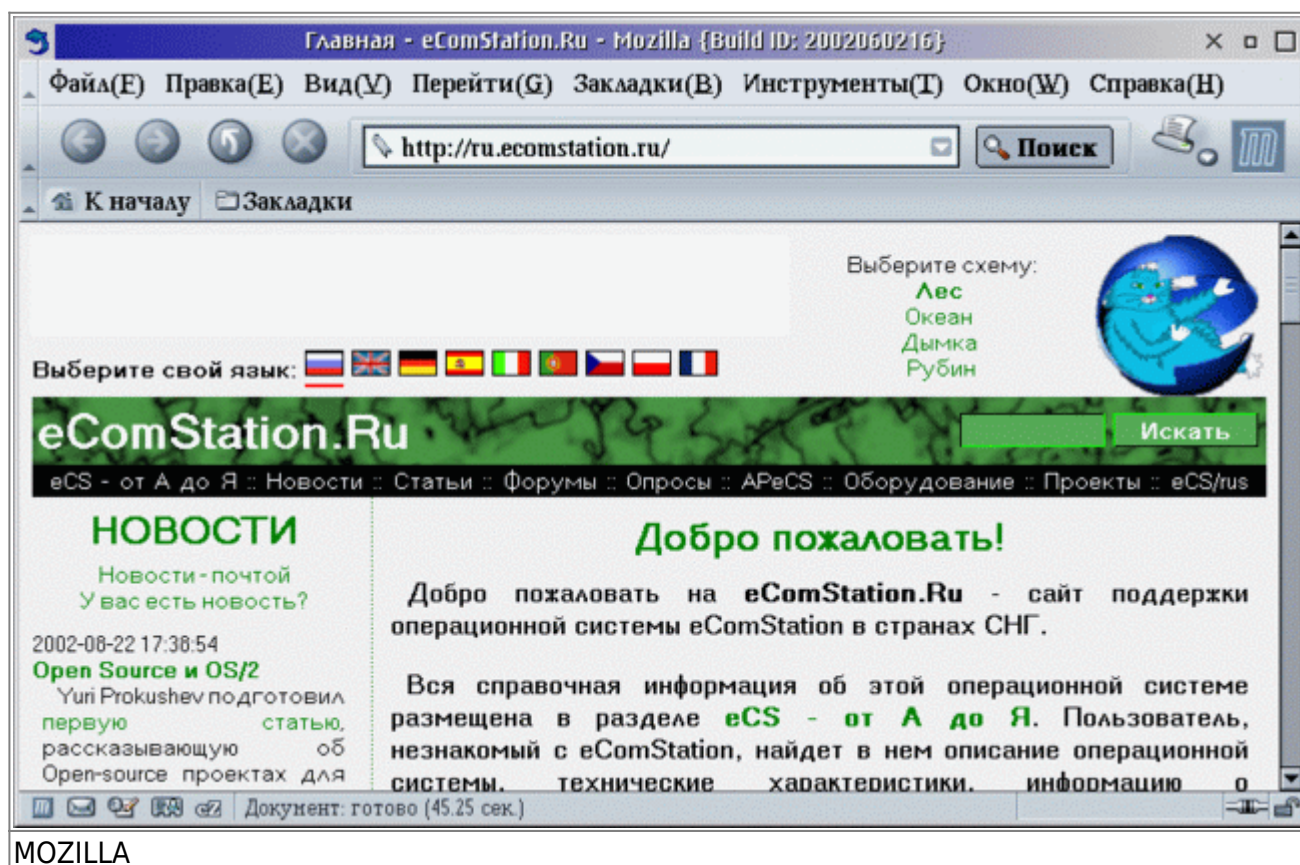 Главная - eComStation.Ru - Mozilla {Build ID: 2002060216}
Файл(F) Правка(E) Вид(V) Перейти(G) Закладки(B) Инструменты(T) Окно(W) Справка(H)
http://ru.ecomstation.ru/ Поиск
К началу Закладки
Выберите схему:
Лес
Океан
Дымка
Рубин
Выберите свой язык:
eComStation.Ru Искать
eCS - от А до Я :: Новости :: Статьи :: Форумы :: Опросы :: APeCS :: Оборудование :: Проекты :: eCS/rus
НОВОСТИ
Новости - почтой
У вас есть новость?
2002-08-22 17:38:54
Open Source и OS/2
Yuri Prokushev подготовил
первую статью,
рассказывающую об
Open-source проектах для
Добро пожаловать!
Добро пожаловать на eComStation.Ru - сайт поддержки
операционной системы eComStation в странах СНГ.
Вся справочная информация об этой операционной системе
размещена в разделе eCS - от А до Я. Пользователь,
незнакомый с eComStation, найдет в нем описание операционной
системы, технические характеристики, информацию о
Документ: готово (45.25 сек.)
MOZILLA